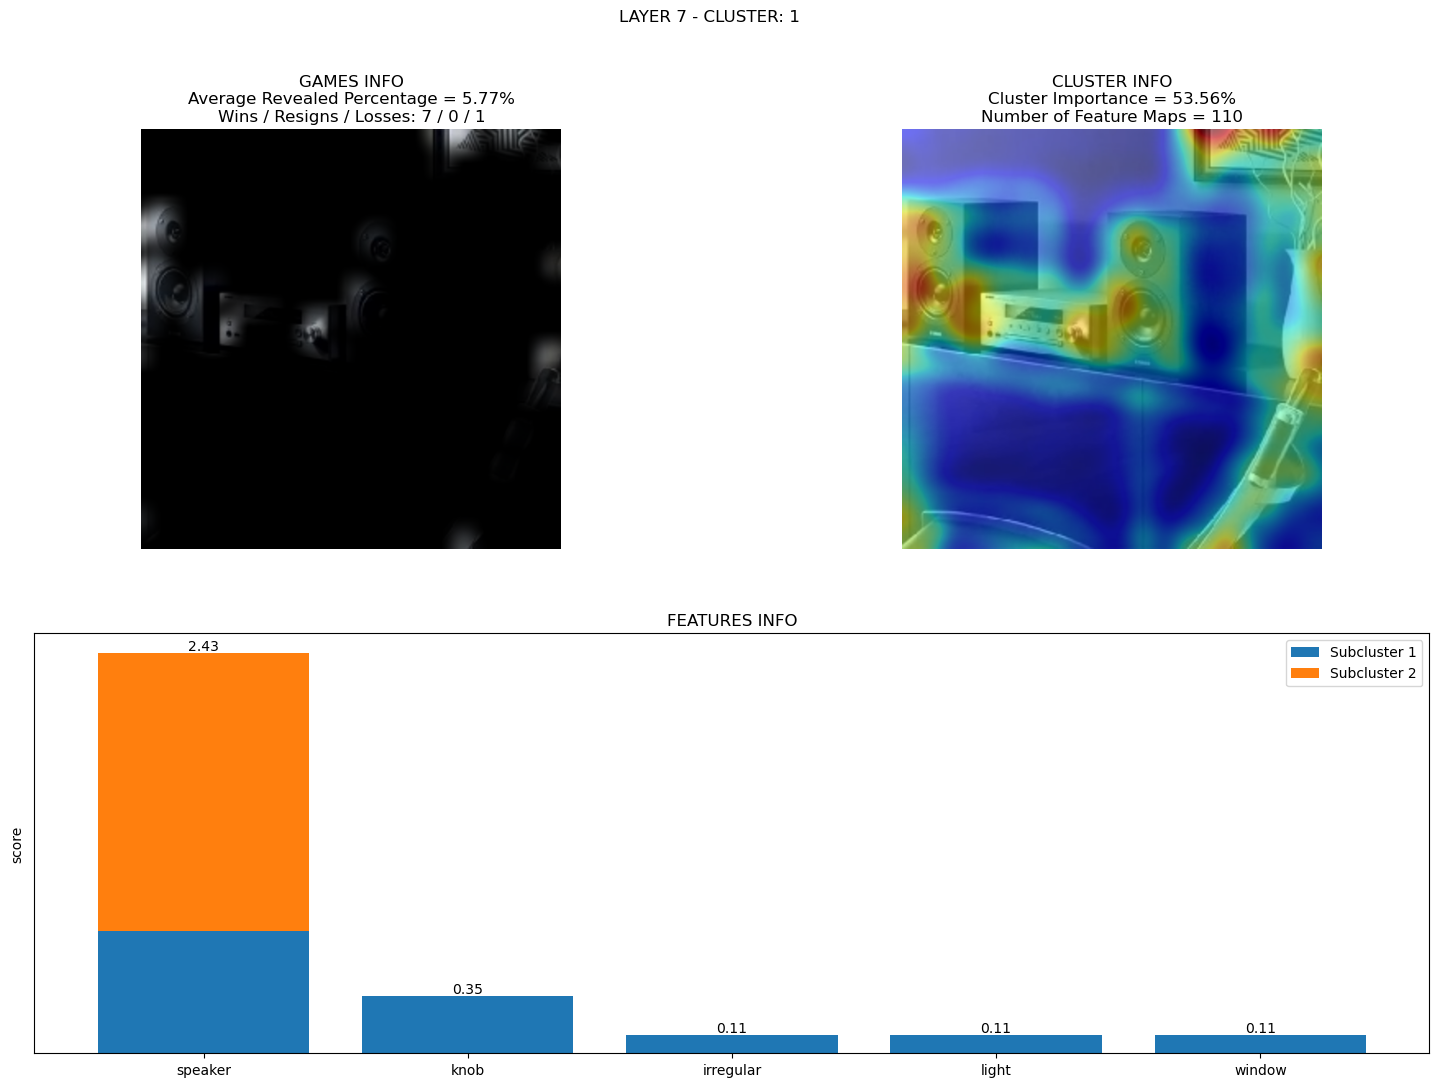 LAYER 7 - CLUSTER: 1
GAMES INFO
Average Revealed Percentage = 5.77%
Wins / Resigns / Losses: 7 / 0 / 1
CLUSTER INFO
Cluster Importance = 53.56%
Number of Feature Maps = 110
FEATURES INFO
score
2.43
0.35
0.11
0.11
0.11
Subcluster 1
Subcluster 2
speaker
knob
irregular
light
window